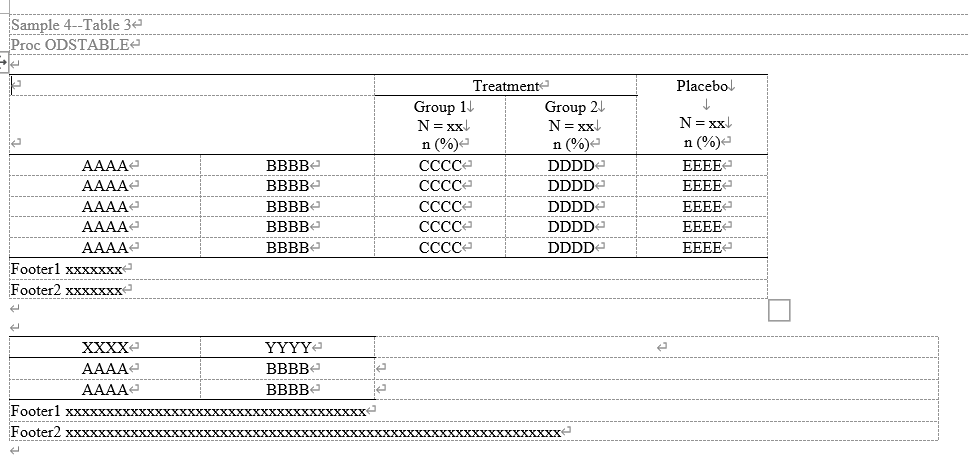 Sample 4--Table 3
Proc ODSTABLE
Treatment Placebo
Group 1 Group 2
N = xx N = xx N = xx
n (%) n (%) n (%)
AAAA BBBB CCCC DDDD EEEE
AAAA BBBB CCCC DDDD EEEE
AAAA BBBB CCCC DDDD EEEE
AAAA BBBB CCCC DDDD EEEE
AAAA BBBB CCCC DDDD EEEE
Footer1 xxxxxxx
Footer2 xxxxxxx
XXXX YYYY
AAAA BBBB
AAAA BBBB
Footer1 xxxxxxxxxxxxxxxxxxxxxxxxxxxxxxxxxxxxx
Footer2 xxxxxxxxxxxxxxxxxxxxxxxxxxxxxxxxxxxxxxxxxxxxxxxxxxxxxxxxxxxxx